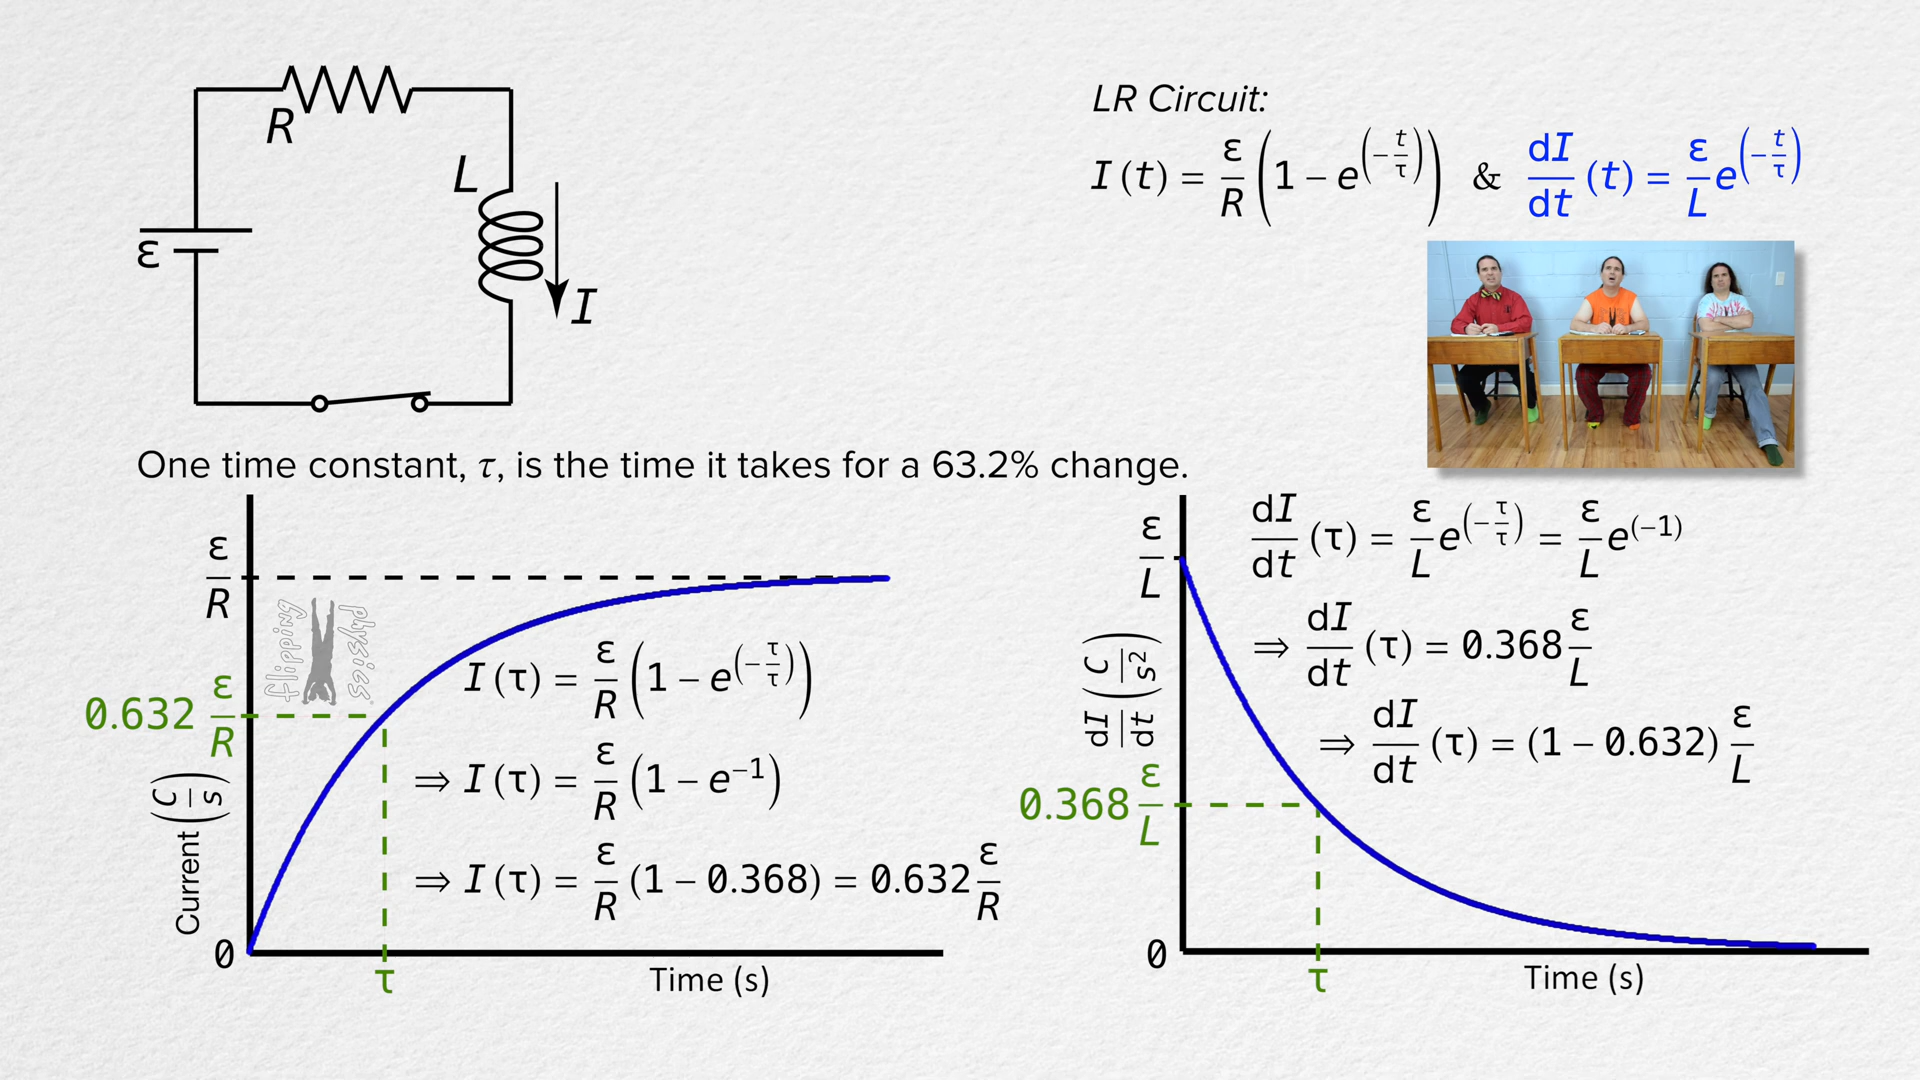 R
L
ε
I
LR Circuit:
I(t) = ε/R (1 − e^(−t/τ)) & dI/dt (t) = ε/L e^(−t/τ)
One time constant, τ, is the time it takes for a 63.2% change.
ε/R
flipping physics
0.632 ε/R
Current (C/s)
0
τ
Time (s)
I(τ) = ε/R (1 − e^(−τ/τ))
⇒ I(τ) = ε/R (1 − e^−1)
⇒ I(τ) = ε/R (1 − 0.368) = 0.632 ε/R
ε/L
dI/dt (C/s²)
0.368 ε/L
0
τ
Time (s)
dI/dt (τ) = ε/L e^(−τ/τ) = ε/L e^(−1)
⇒ dI/dt (τ) = 0.368 ε/L
⇒ dI/dt (τ) = (1 − 0.632) ε/L